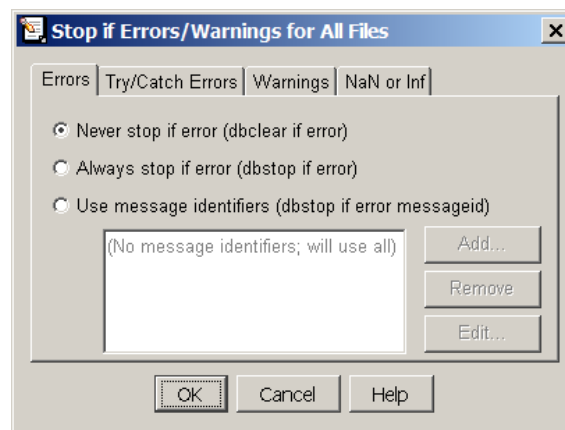 Stop if Errors/Warnings for All Files
Errors Try/Catch Errors Warnings NaN or Inf
Never stop if error (dbclear if error)
Always stop if error (dbstop if error)
Use message identifiers (dbstop if error messageid)
(No message identifiers; will use all)
Add...
Remove
Edit...
OK Cancel Help